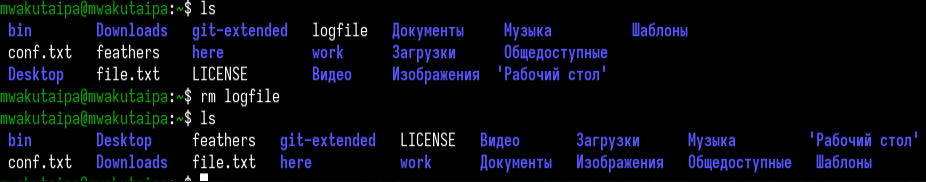 mwakutaipa@mwakutaipa:~$ ls
bin Downloads git-extended logfile Документы Музыка Шаблоны
conf.txt feathers here work Загрузки Общедоступные
Desktop file.txt LICENSE Видео Изображения 'Рабочий стол'
mwakutaipa@mwakutaipa:~$ rm logfile
mwakutaipa@mwakutaipa:~$ ls
bin Desktop feathers git-extended LICENSE Видео Загрузки Музыка 'Рабочий стол'
conf.txt Downloads file.txt here work Документы Изображения Общедоступные Шаблоны
mwakutaipa@mwakutaipa:~$